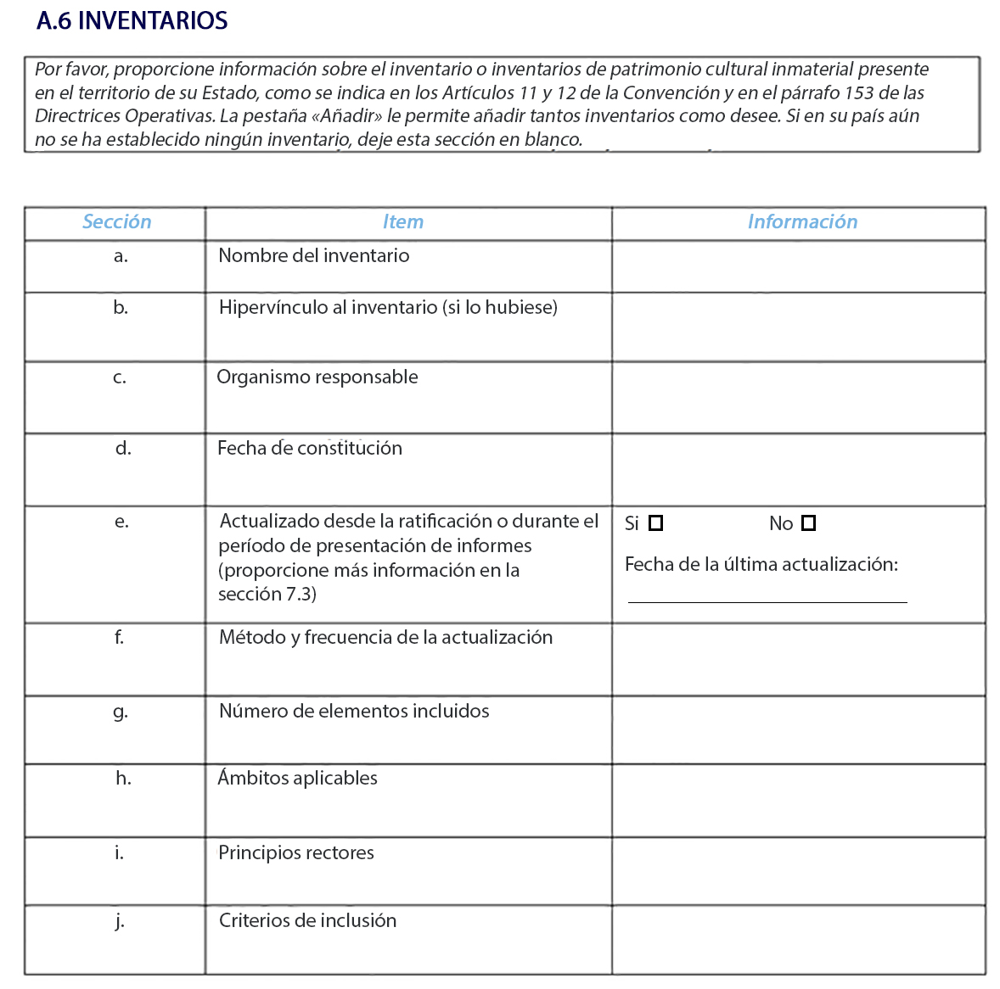 A.6 INVENTARIOS
Por favor, proporcione información sobre el inventario o inventarios de patrimonio cultural inmaterial presente
en el territorio de su Estado, como se indica en los Artículos 11 y 12 de la Convención y en el párrafo 153 de las
Directrices Operativas. La pestaña «Añadir» le permite añadir tantos inventarios como desee. Si en su país aún
no se ha establecido ningún inventario, deje esta sección en blanco.
Sección Item Información
a. Nombre del inventario
b. Hipervínculo al inventario (si lo hubiese)
c. Organismo responsable
d. Fecha de constitución
e. Actualizado desde la ratificación o durante el
período de presentación de informes
(proporcione más información en la
sección 7.3)
Si No
Fecha de la última actualización:
f. Método y frecuencia de la actualización
g. Número de elementos incluidos
h. Ámbitos aplicables
i. Principios rectores
j. Criterios de inclusión